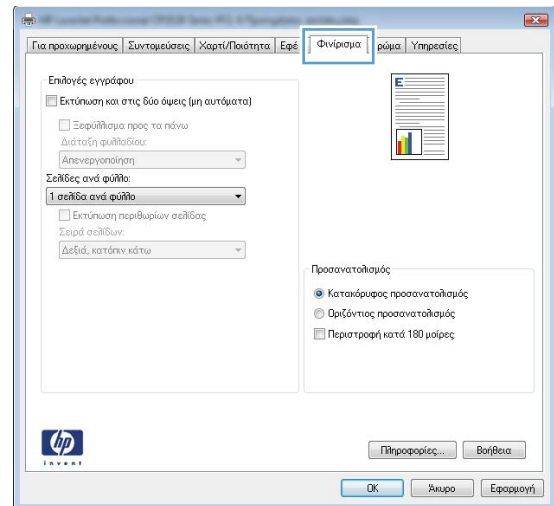 Για προχωρημένους Συντομεύσεις Χαρτί/Ποιότητα Εφέ Φινίρισμα ρώμα Υπηρεσίες
Επιλογές εγγράφου
Εκτύπωση και στις δύο όψεις (μη αυτόματα)
Ξεφύλλισμα προς τα πάνω
Διάταξη φυλλαδίου:
Απενεργοποίηση
Σελίδες ανά φύλλο:
1 σελίδα ανά φύλλο
Εκτύπωση περιθωρίων σελίδας
Σειρά σελίδων:
Δεξιά, κατόπιν κάτω
E
Προσανατολισμός
Κατακόρυφος προσανατολισμός
Οριζόντιος προσανατολισμός
Περιστροφή κατά 180 μοίρες
hp
invent
Πληροφορίες... Βοήθεια
OK Άκυρο Εφαρμογή